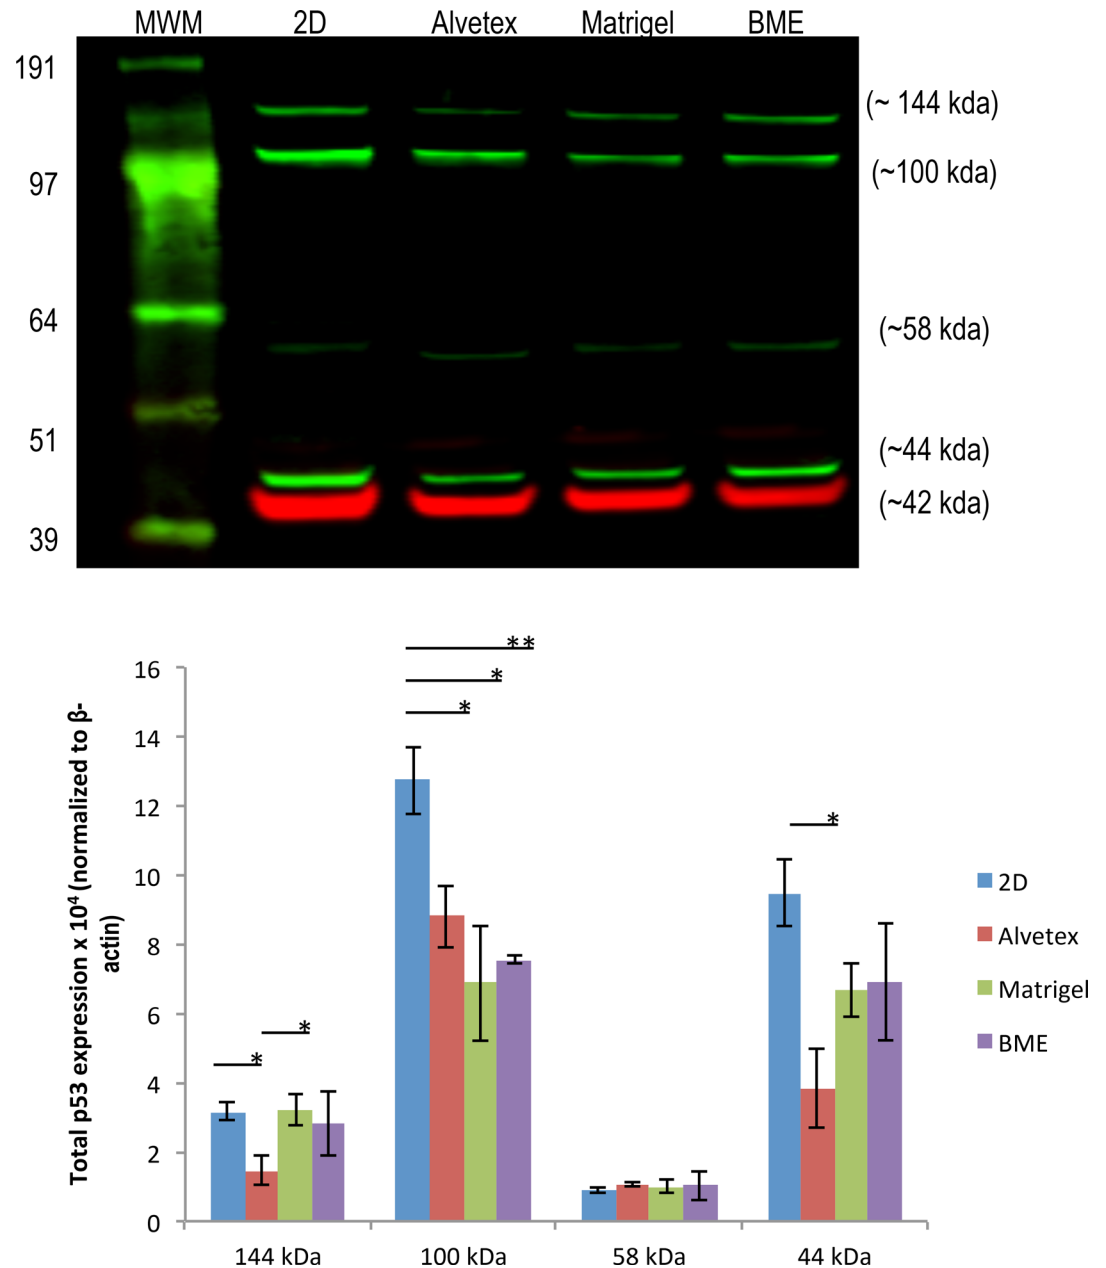 MWM 2D Alvetex Matrigel BME
191
(~ 144 kda)
97
(~100 kda)
64
(~58 kda)
51
(~44 kda)
(~42 kda)
39
**
*
*
*
*
*
16
14
12
10
8
6
4
2
0
Total p53 expression x 10⁴ (normalized to β-
actin)
144 kDa 100 kDa 58 kDa 44 kDa
2D
Alvetex
Matrigel
BME